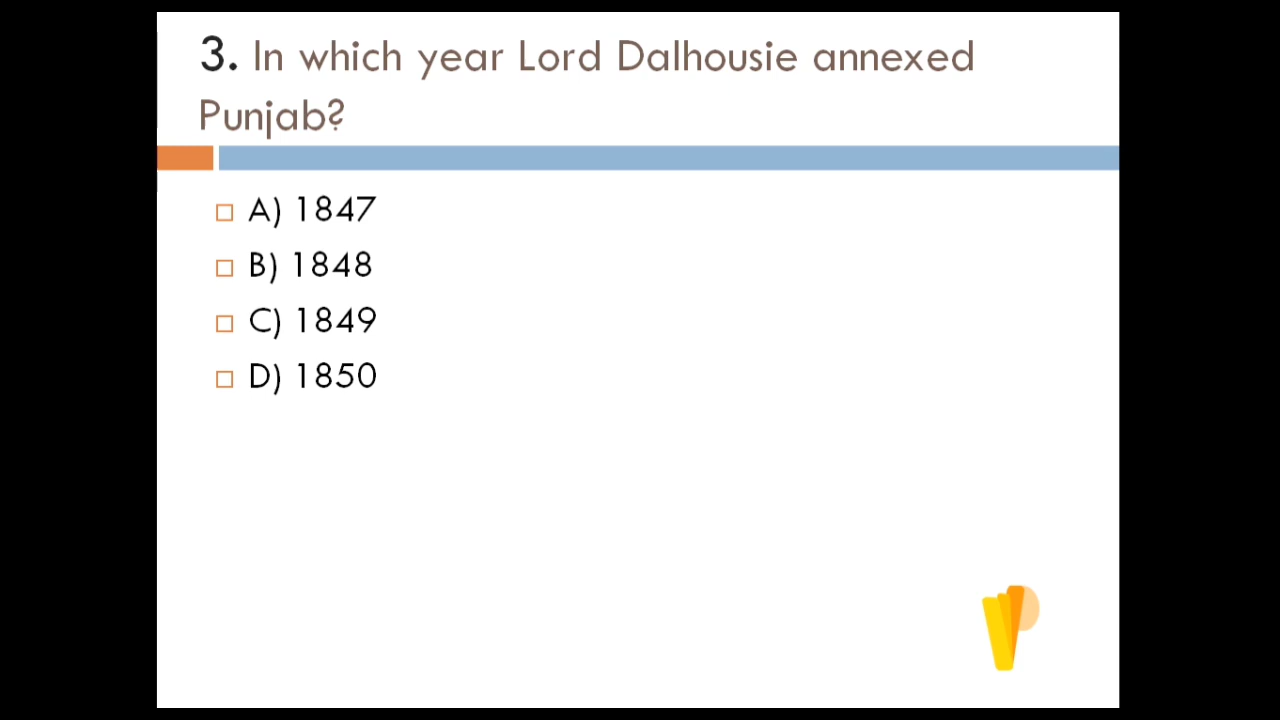 3. In which year Lord Dalhousie annexed
Punjab?
A) 1847
B) 1848
C) 1849
D) 1850